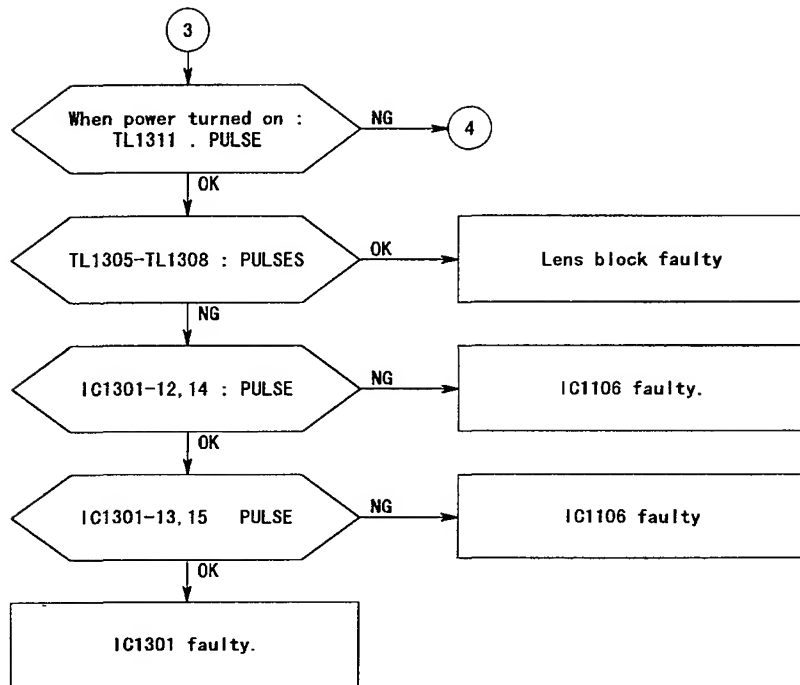 3
When power turned on :
TL1311 . PULSE
NG
4
OK
TL1305-TL1308 : PULSES
OK
Lens block faulty
NG
IC1301-12,14 : PULSE
NG
IC1106 faulty.
OK
IC1301-13,15 PULSE
NG
IC1106 faulty
OK
IC1301 faulty.